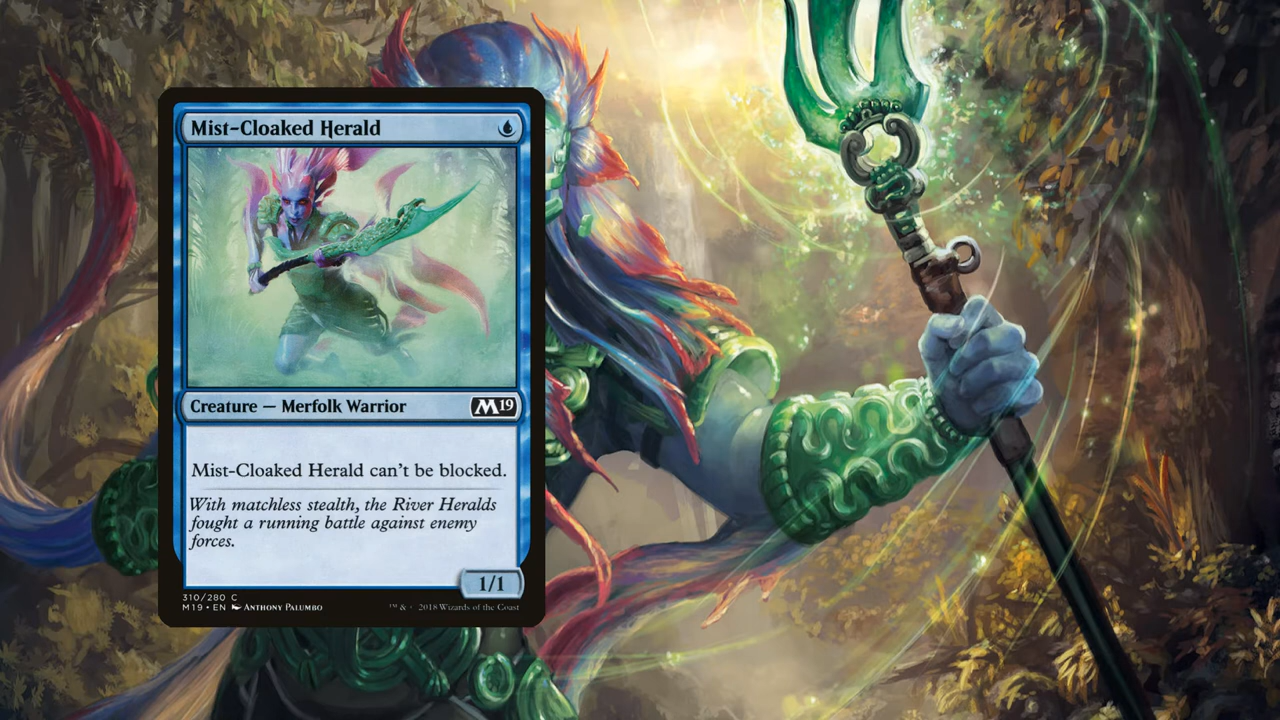 Mist-Cloaked Herald
Creature — Merfolk Warrior
M19
Mist-Cloaked Herald can't be blocked.
With matchless stealth, the River Heralds
fought a running battle against enemy
forces.
1/1
310/280 C
M19 • EN Anthony Palumbo
™ & 2018 Wizards of the Coast